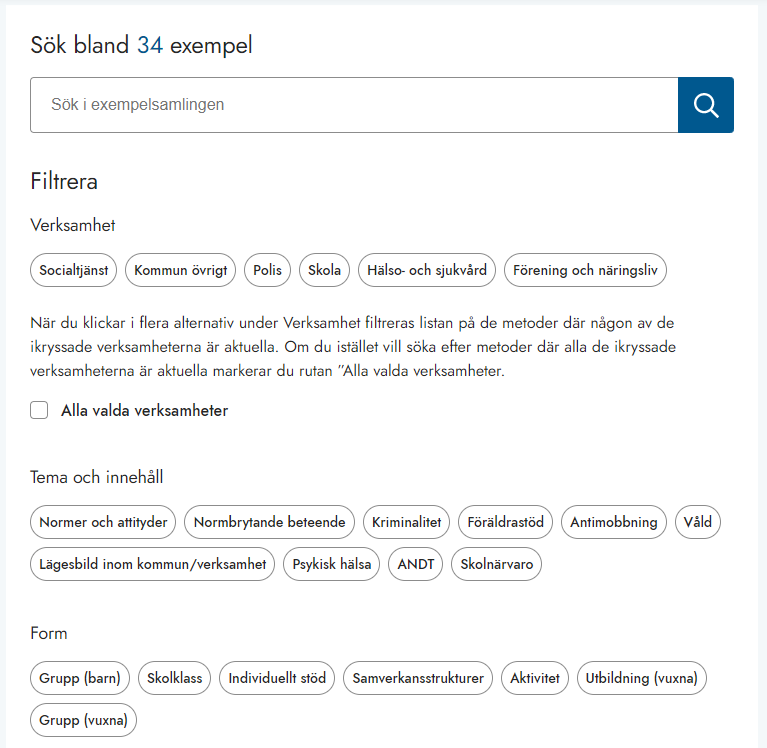 Sök bland 34 exempel
Sök i exempelsamlingen
Filtrera
Verksamhet
Socialtjänst Kommun övrigt Polis Skola Hälso- och sjukvård Förening och näringsliv
När du klickar i flera alternativ under Verksamhet filtreras listan på de metoder där någon av de
ikryssade verksamheterna är aktuella. Om du istället vill söka efter metoder där alla de ikryssade
verksamheterna är aktuella markerar du rutan ”Alla valda verksamheter.
Alla valda verksamheter
Tema och innehåll
Normer och attityder Normbrytande beteende Kriminalitet Föräldrastöd Antimobbning Våld
Lägesbild inom kommun/verksamhet Psykisk hälsa ANDT Skolnärvaro
Form
Grupp (barn) Skolklass Individuellt stöd Samverkansstrukturer Aktivitet Utbildning (vuxna)
Grupp (vuxna)